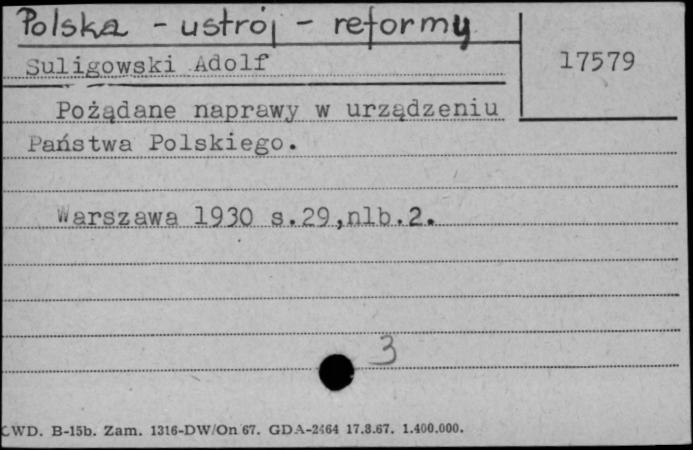 Polska - ustrój - reformy
Suligowski Adolf
17579
Pożądane naprawy w urządzeniu
Państwa Polskiego.
Warszawa 1930 s.29,nlb.2.
3
CWD. B-15b. Zam. 1316-DW/On 67. GDA-2464 17.8.67. 1.400.000.